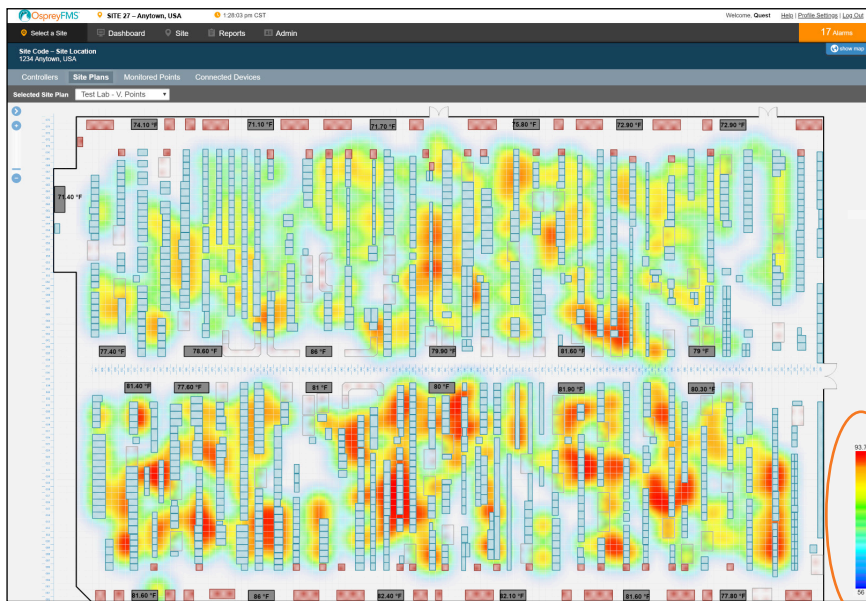 OspreyFMS® SITE 27 – Anytown, USA 1:28:03 pm CST Welcome, Quest Help | Profile Settings | Log Out
Select a Site Dashboard Site Reports Admin 17 Alarms
Site Code – Site Location
1234 Anytown, USA
show map
Controllers Site Plans Monitored Points Connected Devices
Selected Site Plan Test Lab - V. Points
74.10 °F 71.10 °F 71.70 °F 75.80 °F 72.90 °F 72.90 °F
71.40 °F
77.40 °F 78.60 °F 86 °F 79.90 °F 81.60 °F 79 °F
81.40 °F 77.60 °F 81 °F 80 °F 81.90 °F 80.30 °F
93.7
56
81.60 °F 86 °F 82.40 °F 82.10 °F 81.60 °F 77.80 °F